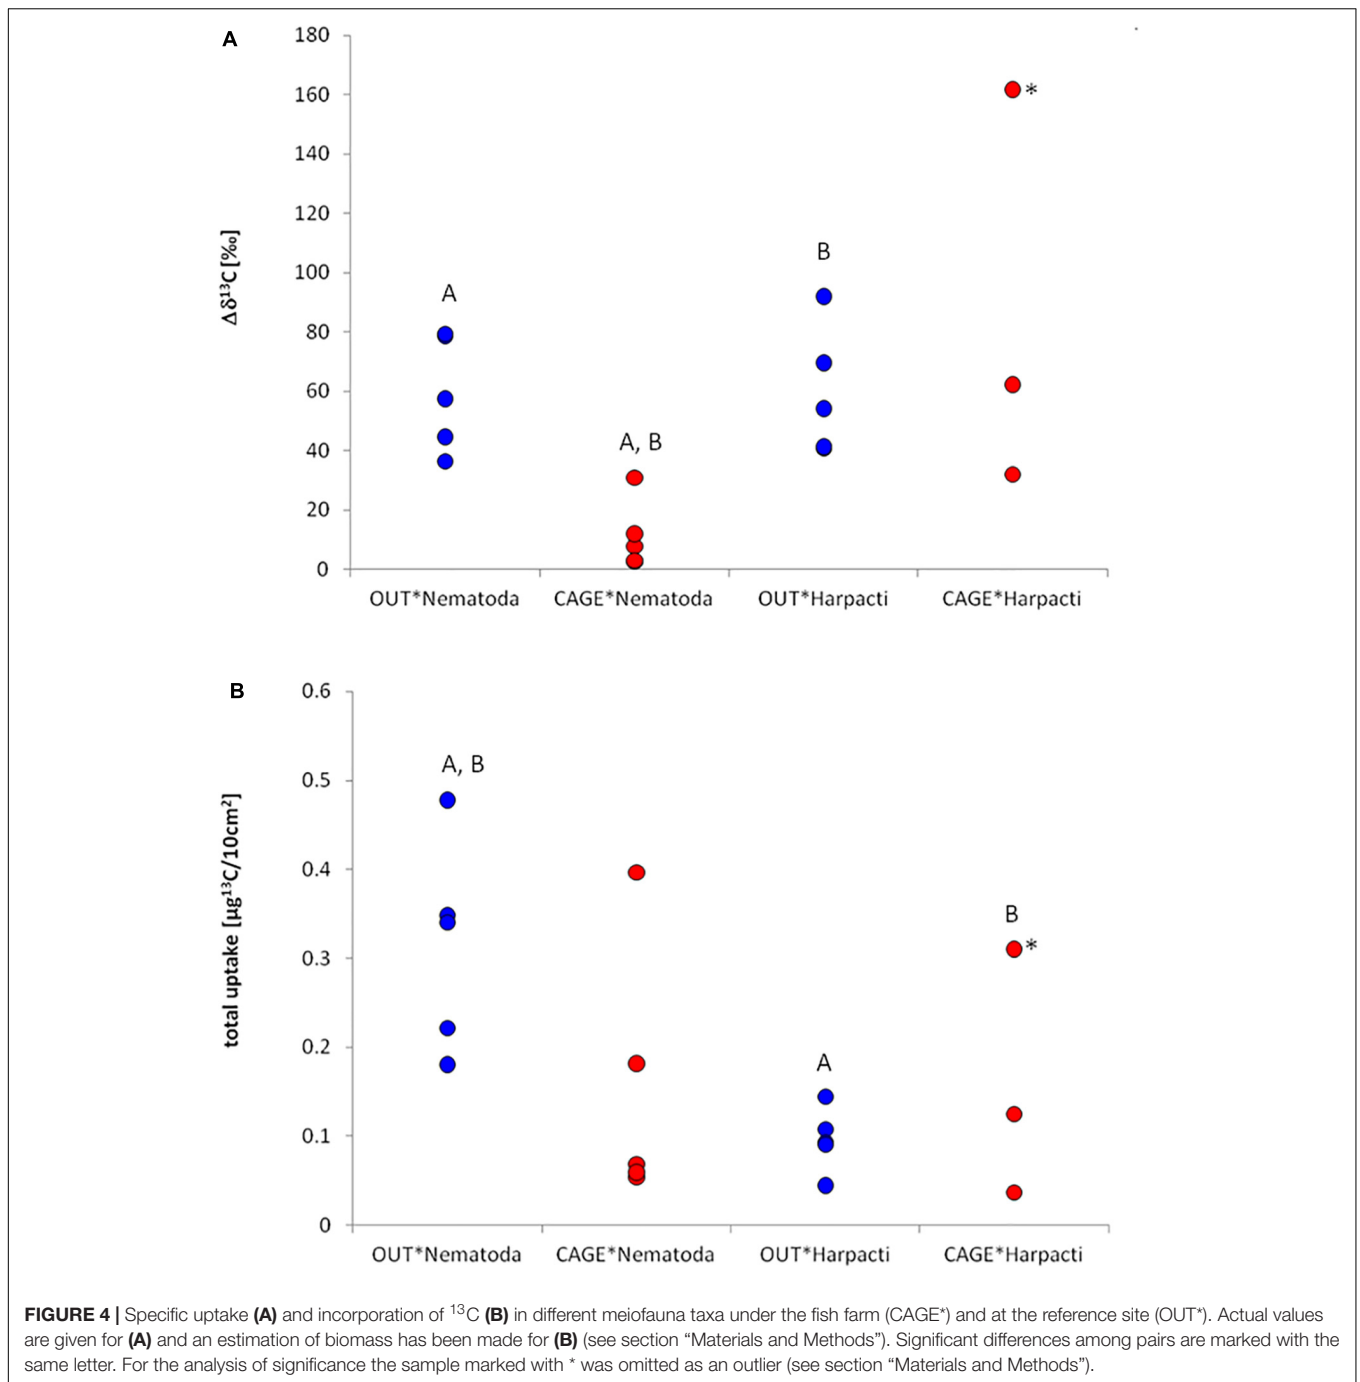 A
180
160
140
120
100
80
60
40
20
0
Δδ¹³C [‰]
A
A, B
B
*
OUT*Nematoda CAGE*Nematoda OUT*Harpacti CAGE*Harpacti
B
0.6
0.5
0.4
0.3
0.2
0.1
0
total uptake [µg¹³C/10cm²]
A, B
A
B
*
OUT*Nematoda CAGE*Nematoda OUT*Harpacti CAGE*Harpacti
FIGURE 4 | Specific uptake (A) and incorporation of ¹³C (B) in different meiofauna taxa under the fish farm (CAGE*) and at the reference site (OUT*). Actual values
are given for (A) and an estimation of biomass has been made for (B) (see section “Materials and Methods”). Significant differences among pairs are marked with the
same letter. For the analysis of significance the sample marked with * was omitted as an outlier (see section “Materials and Methods”).